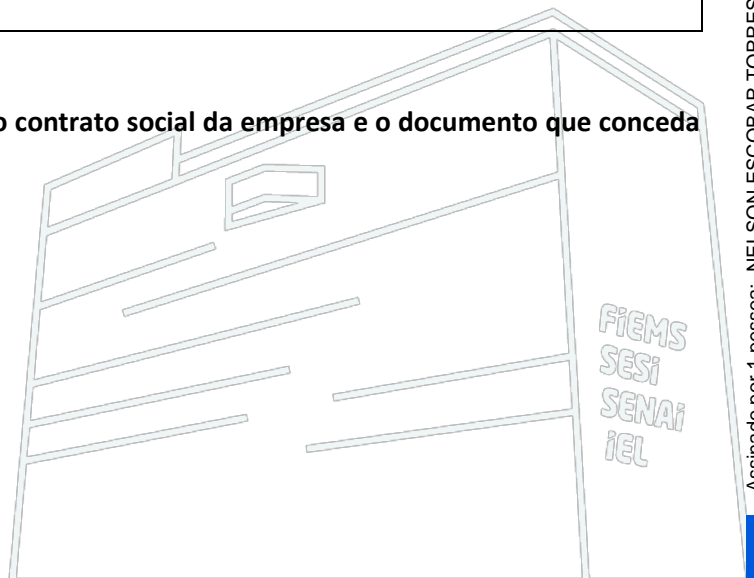 o contrato social da empresa e o documento que conceda
FiEMS
SESi
SENAi
iEL
Assinado por 1 pessoa: NELSON ESCOBAR TORRES